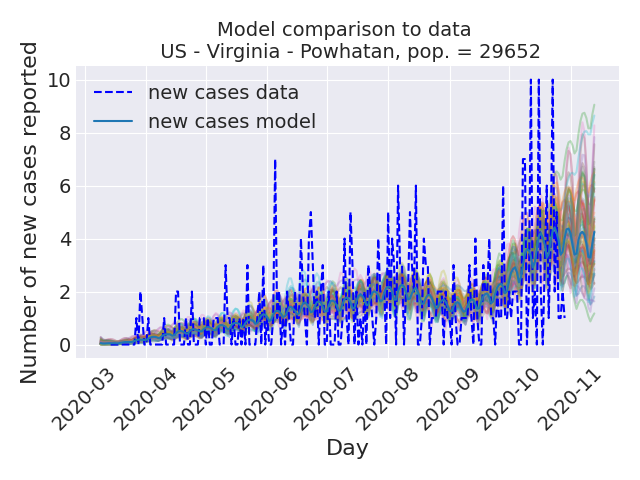 Model comparison to data
US - Virginia - Powhatan, pop. = 29652
Number of new cases reported
10
8
6
4
2
0
new cases data
new cases model
2020-03
2020-04
2020-05
2020-06
2020-07
2020-08
2020-09
2020-10
2020-11
Day